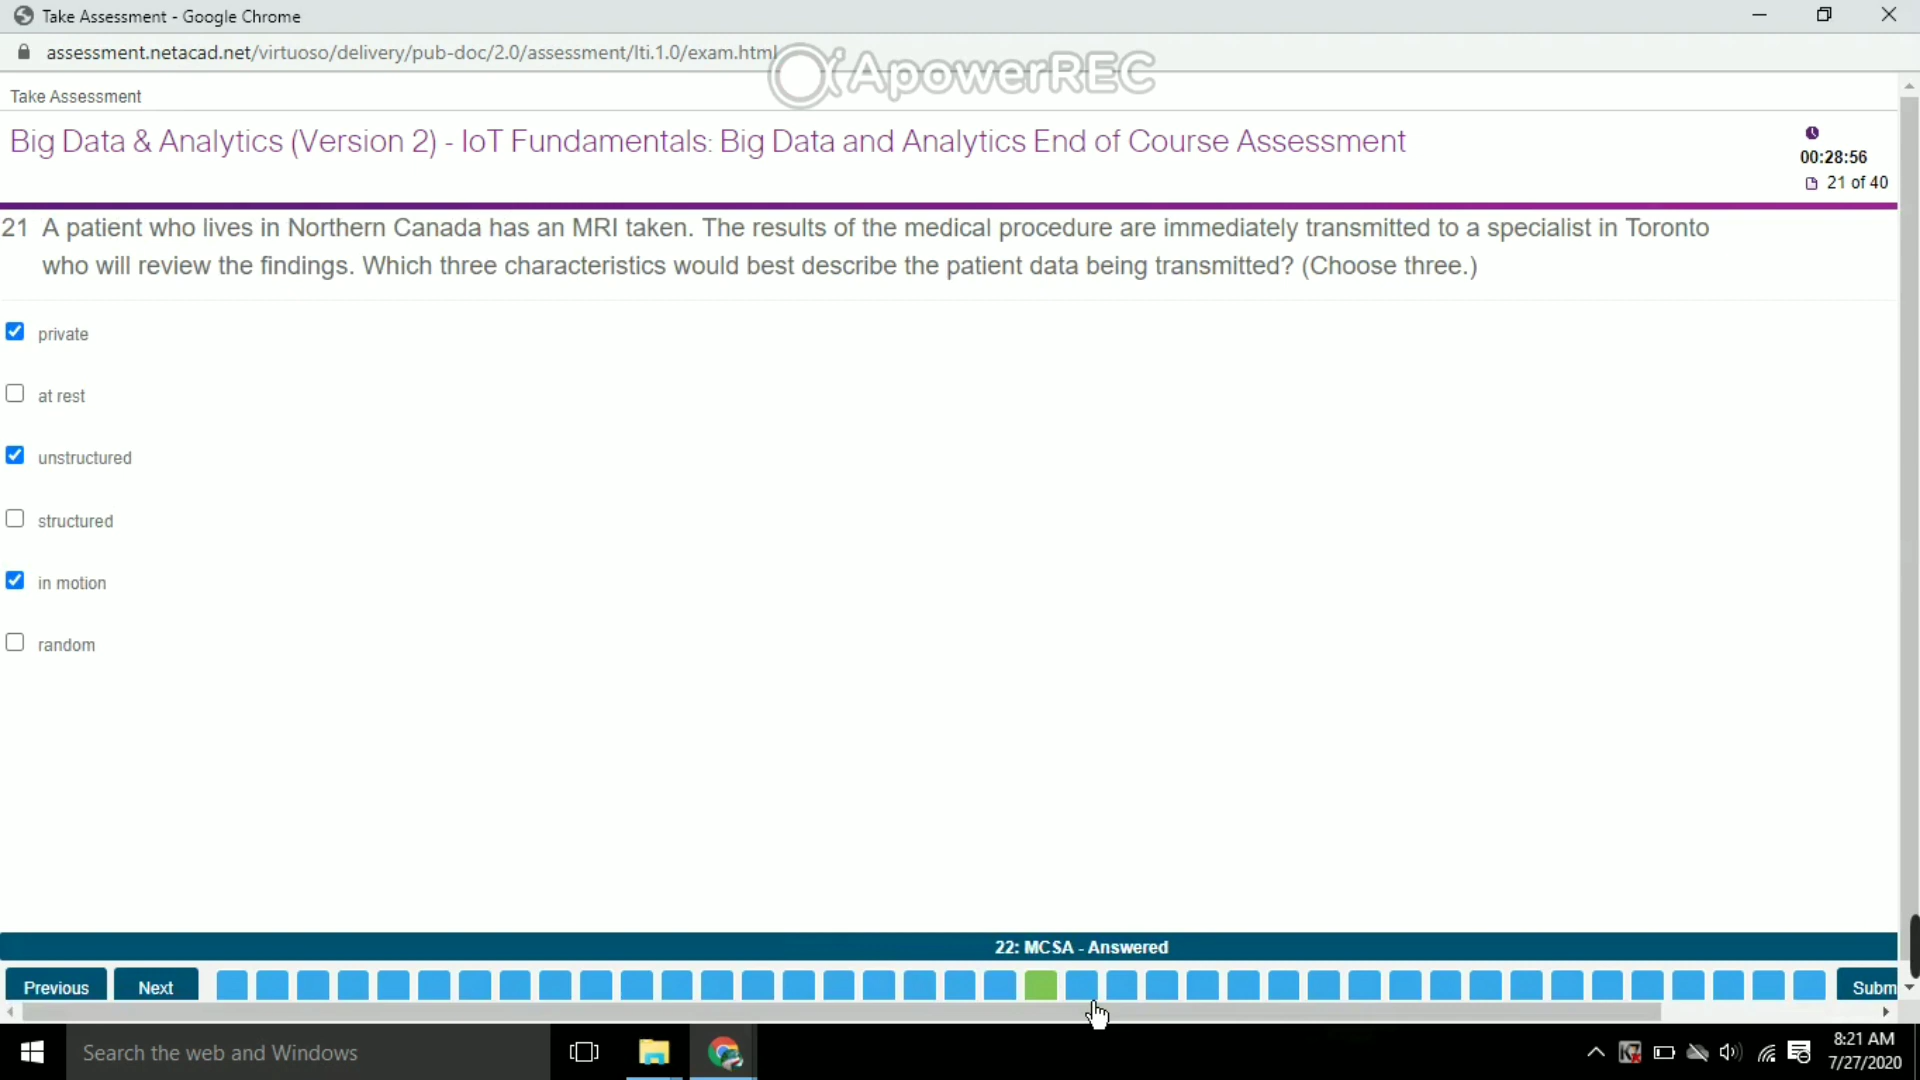 Take Assessment - Google Chrome
assessment.netacad.net/virtuoso/delivery/pub-doc/2.0/assessment/lti.1.0/exam.html
ApowerREC
Take Assessment
Big Data & Analytics (Version 2) - IoT Fundamentals: Big Data and Analytics End of Course Assessment
00:28:56
21 of 40
21 A patient who lives in Northern Canada has an MRI taken. The results of the medical procedure are immediately transmitted to a specialist in Toronto
who will review the findings. Which three characteristics would best describe the patient data being transmitted? (Choose three.)
private
at rest
unstructured
structured
in motion
random
22: MCSA - Answered
Previous Next Subm
Search the web and Windows
8:21 AM
7/27/2020